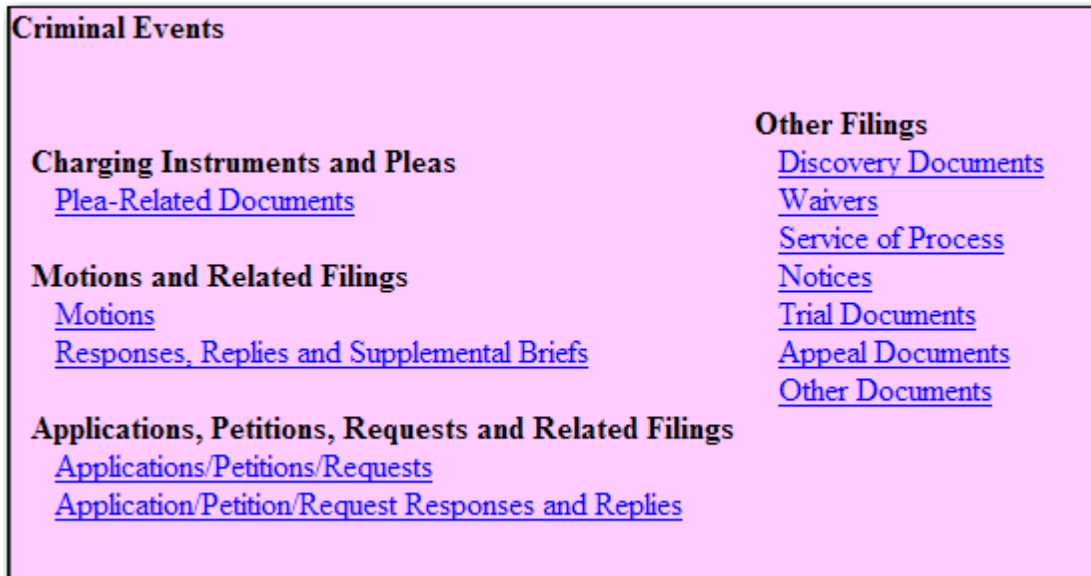 Criminal Events
Charging Instruments and Pleas
Plea-Related Documents
Motions and Related Filings
Motions
Responses, Replies and Supplemental Briefs
Applications, Petitions, Requests and Related Filings
Applications/Petitions/Requests
Application/Petition/Request Responses and Replies
Other Filings
Discovery Documents
Waivers
Service of Process
Notices
Trial Documents
Appeal Documents
Other Documents